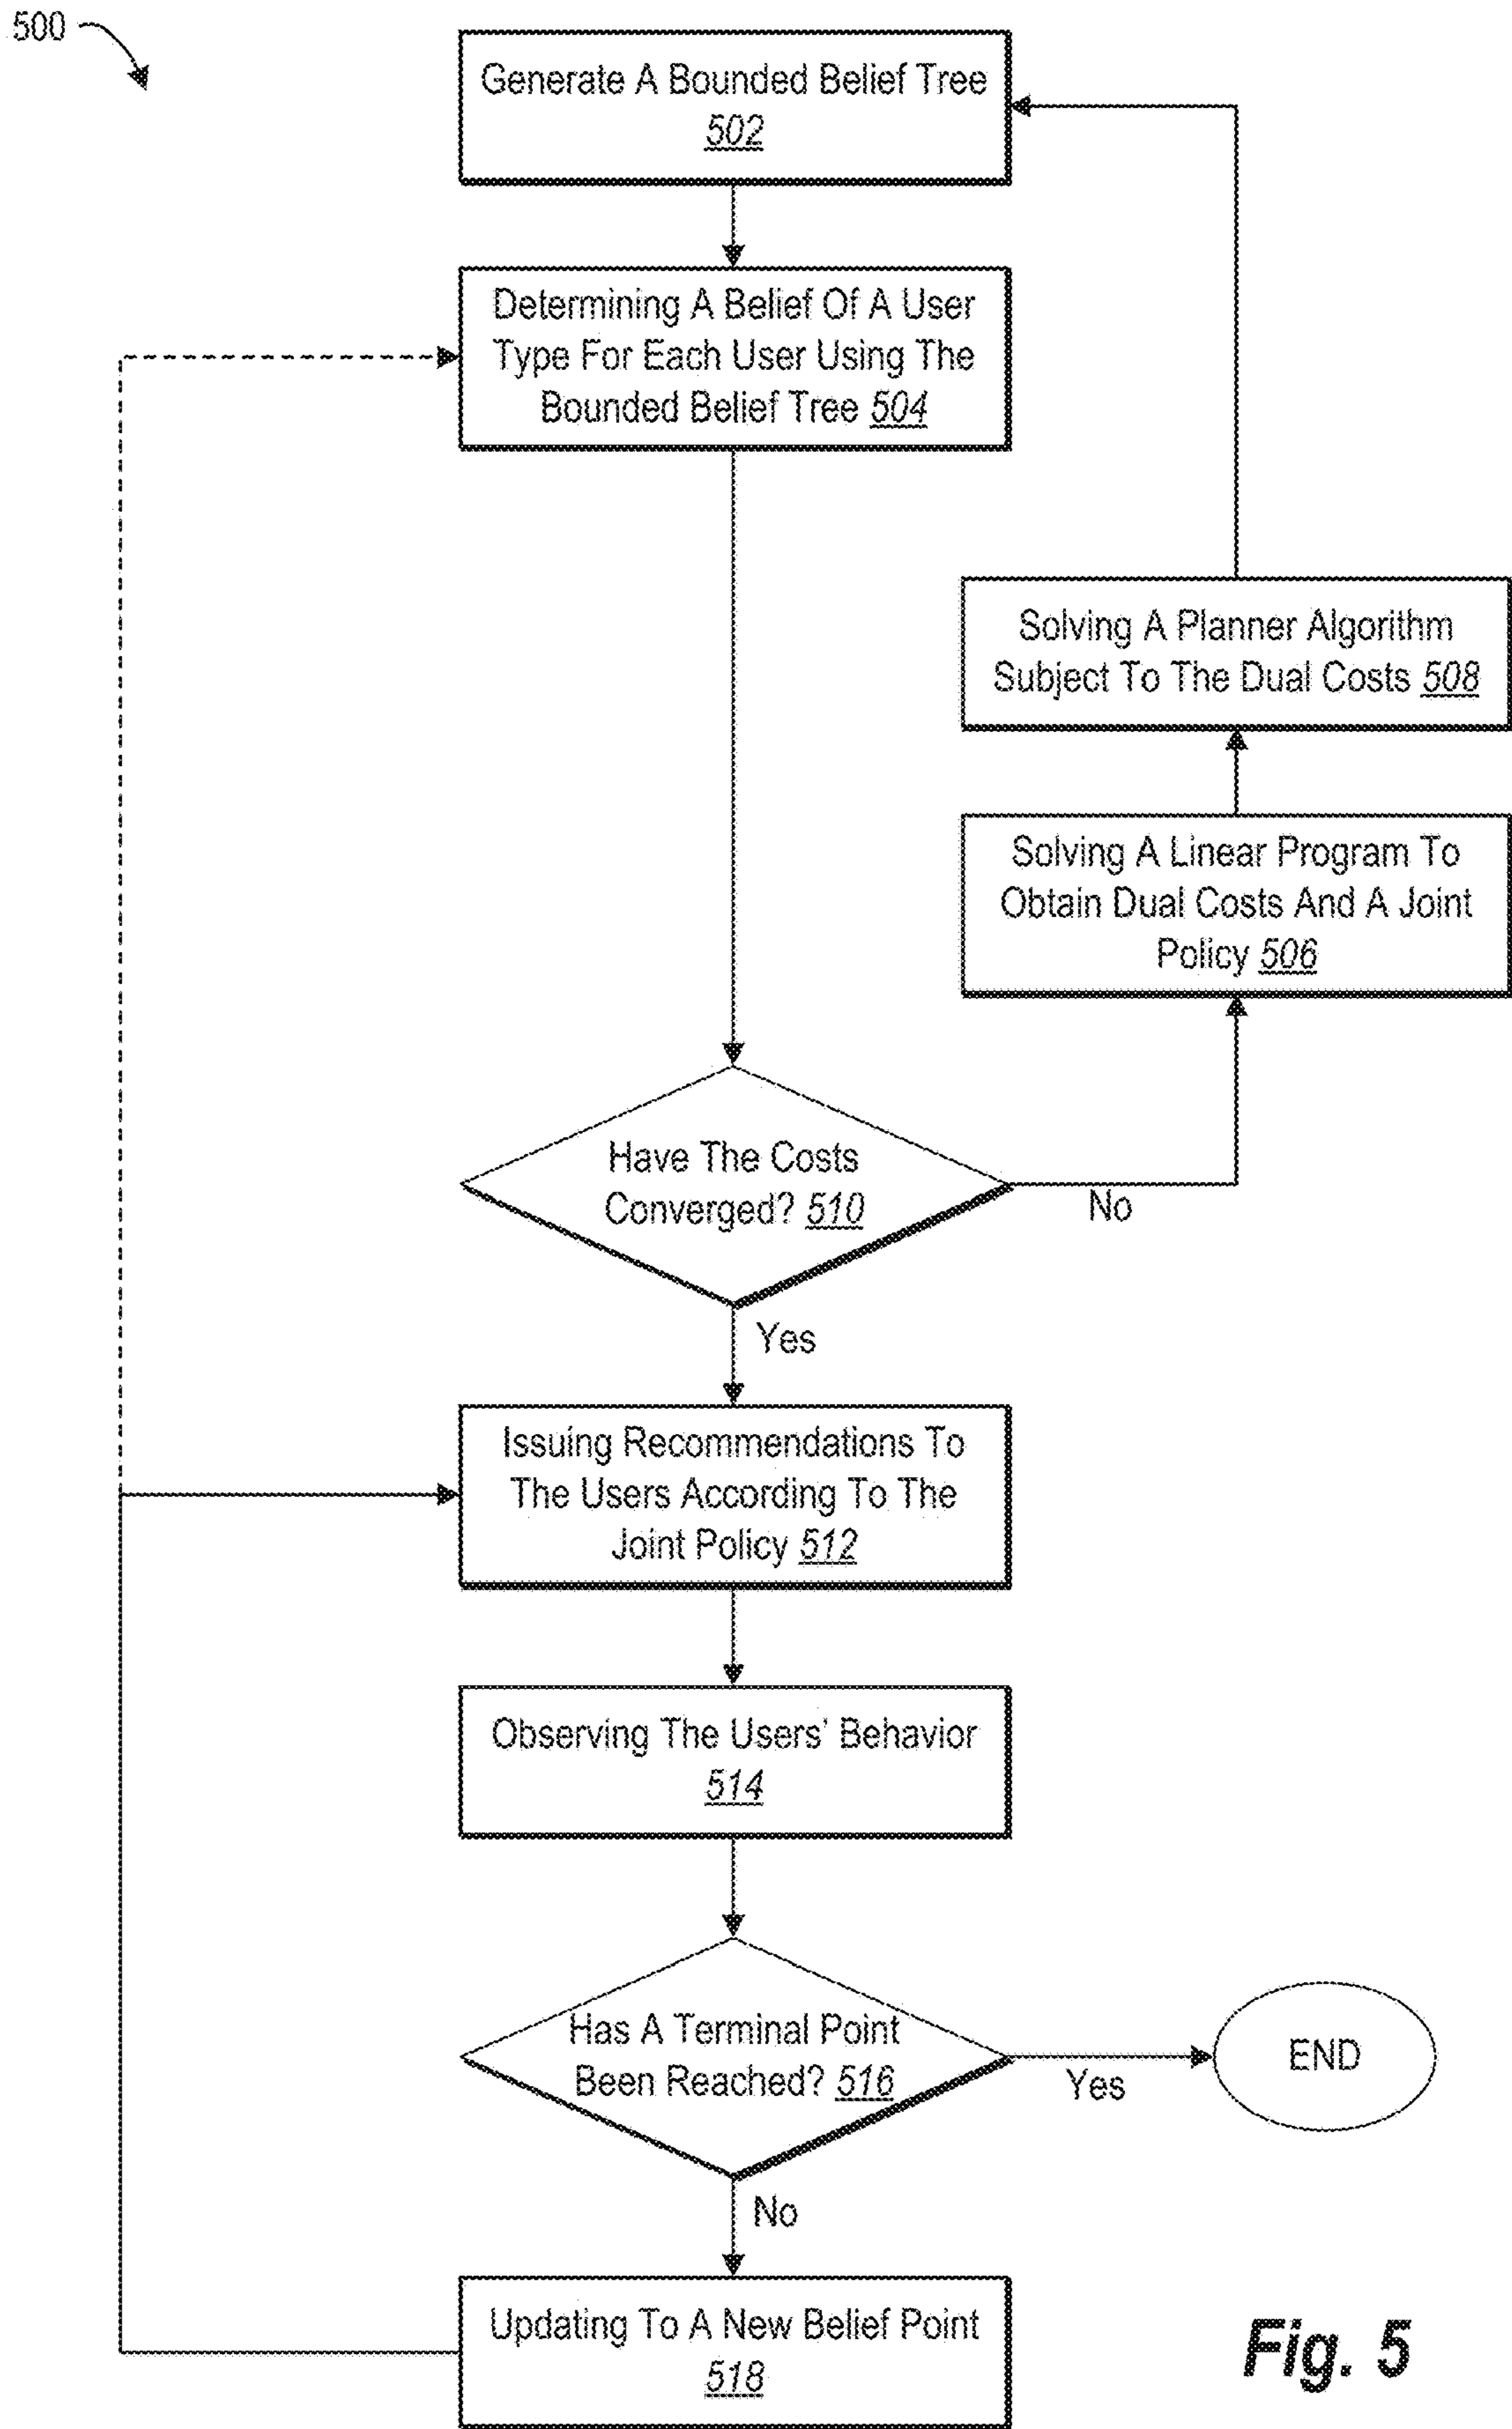 500
Generate A Bounded Belief Tree
502
Determining A Belief Of A User
Type For Each User Using The
Bounded Belief Tree 504
Solving A Planner Algorithm
Subject To The Dual Costs 508
Solving A Linear Program To
Obtain Dual Costs And A Joint
Policy 506
Have The Costs
Converged? 510
No
Yes
Issuing Recommendations To
The Users According To The
Joint Policy 512
Observing The Users' Behavior
514
Has A Terminal Point
Been Reached? 516
Yes
END
No
Updating To A New Belief Point
518
Fig. 5